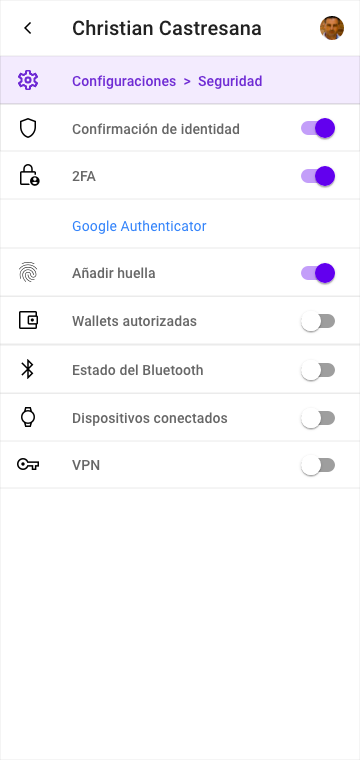 Christian Castresana
Configuraciones > Seguridad
Confirmación de identidad
2FA
Google Authenticator
Añadir huella
Wallets autorizadas
Estado del Bluetooth
Dispositivos conectados
VPN